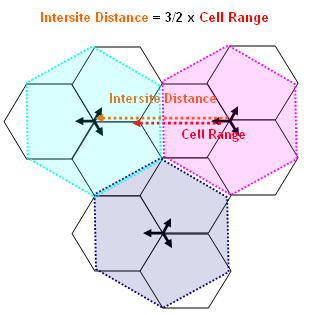 Intersite Distance = 3/2 x Cell Range
Intersite Distance
Cell Range